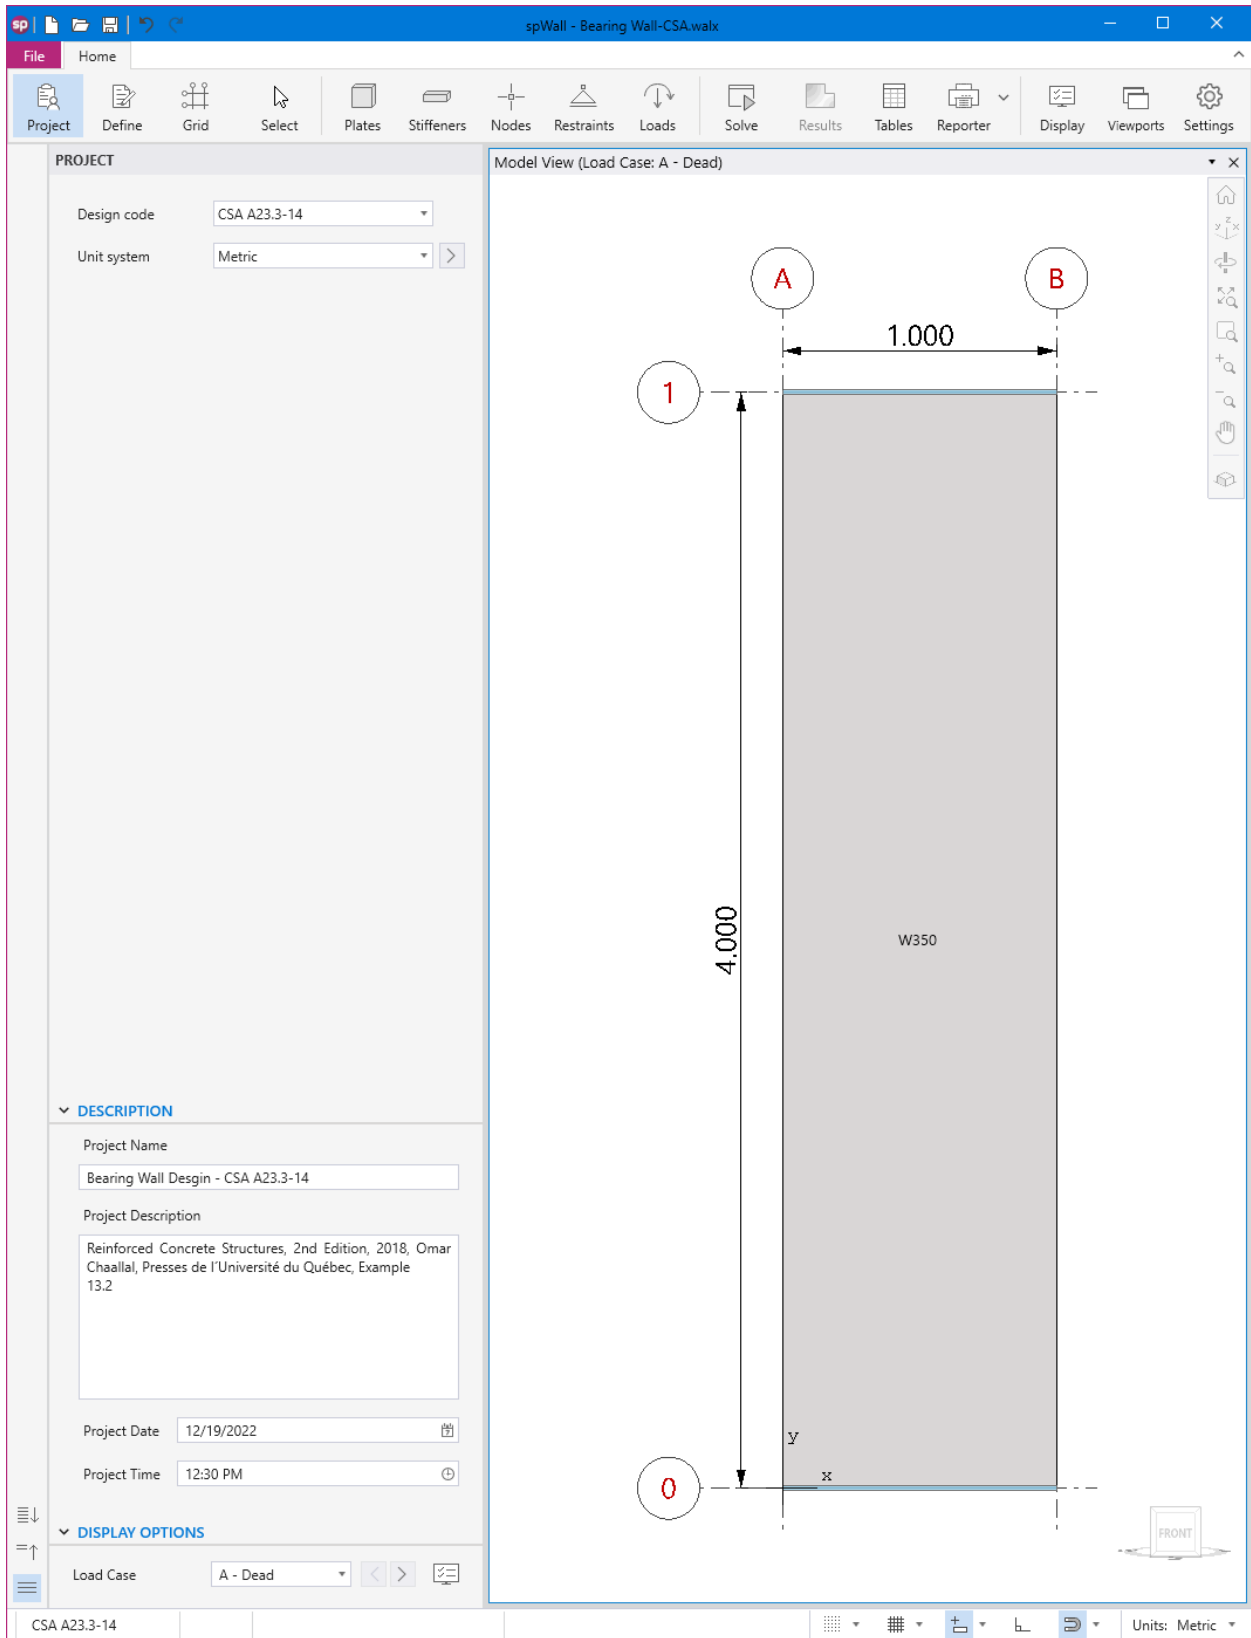 sp
spWall - Bearing Wall-CSA.walx
File
Home
Project
Define
Grid
Select
Plates
Stiffeners
Nodes
Restraints
Loads
Solve
Results
Tables
Reporter
Display
Viewports
Settings
PROJECT
Design code
CSA A23.3-14
Unit system
Metric
DESCRIPTION
Project Name
Bearing Wall Desgin - CSA A23.3-14
Project Description
Reinforced Concrete Structures, 2nd Edition, 2018, Omar
Chaallal, Presses de l´Université du Québec, Example
13.2
Project Date
12/19/2022
Project Time
12:30 PM
DISPLAY OPTIONS
Load Case
A - Dead
Model View (Load Case: A - Dead)
A
B
1.000
1
4.000
W350
y
x
0
y z x
FRONT
CSA A23.3-14
Units: Metric